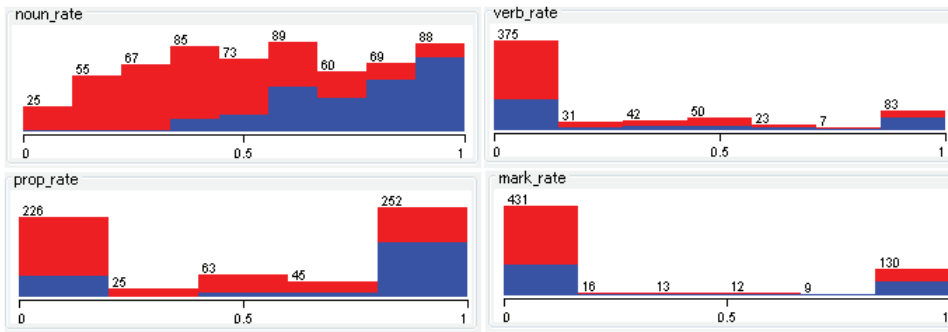 noun_rate
25 55 67 85 73 89 60 69 88
0 0.5 1
verb_rate
375 31 42 50 23 7 83
0 0.5 1
prop_rate
226 25 63 45 252
0 0.5 1
mark_rate
431 16 13 12 9 130
0 0.5 1